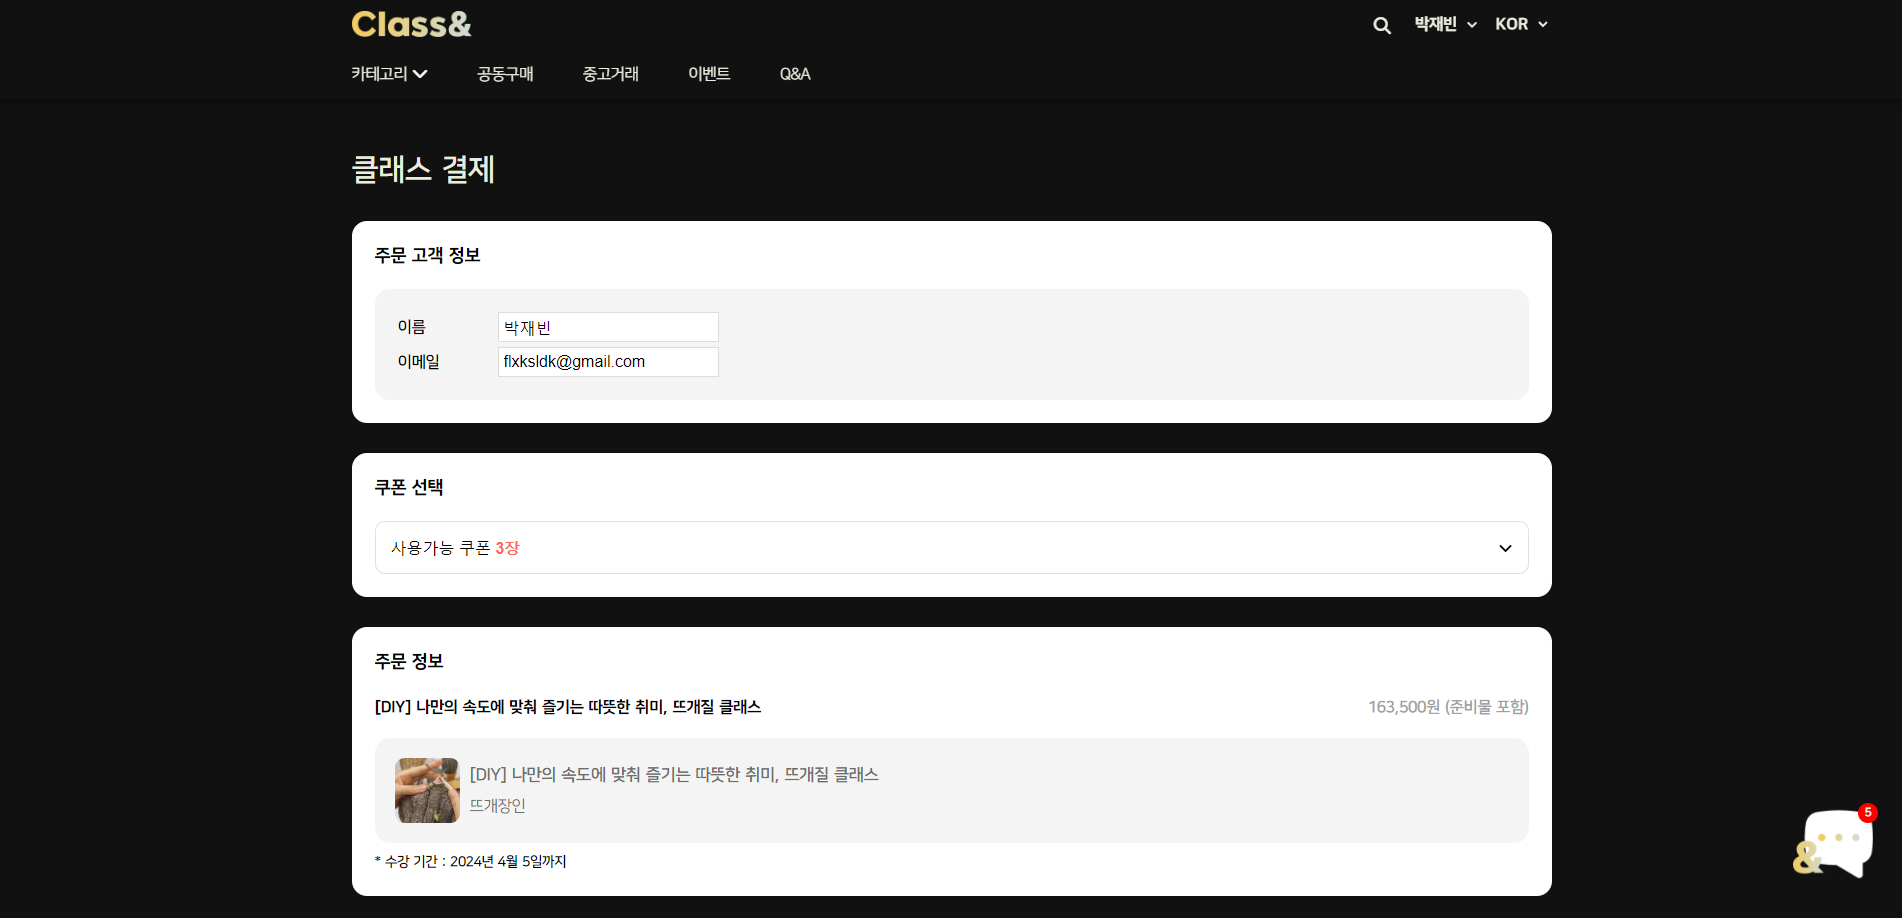 Class&
박재빈 KOR
카테고리 공동구매 중고거래 이벤트 Q&A
클래스 결제
주문 고객 정보
이름 박재빈
이메일 flxksldk@gmail.com
쿠폰 선택
사용가능 쿠폰 3장
주문 정보
[DIY] 나만의 속도에 맞춰 즐기는 따뜻한 취미, 뜨개질 클래스 163,500원 (준비물 포함)
[DIY] 나만의 속도에 맞춰 즐기는 따뜻한 취미, 뜨개질 클래스
뜨개장인
* 수강 기간 : 2024년 4월 5일까지
5
&